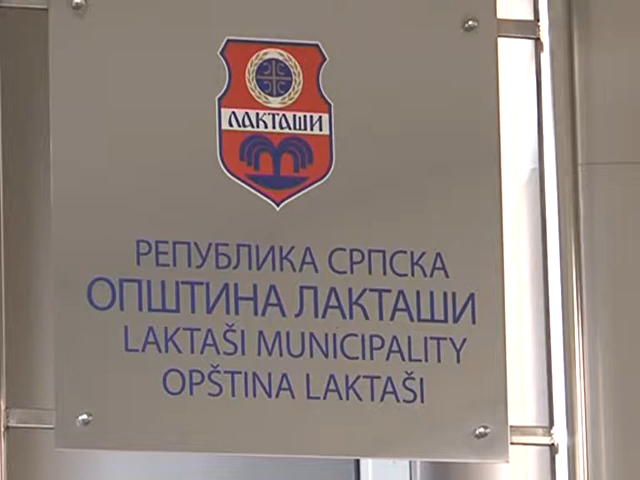 ЛАКТАШИ
РЕПУБЛИКА СРПСКА
ОПШТИНА ЛАКТАШИ
LAKTAŠI MUNICIPALITY
OPŠTINA LAKTAŠI